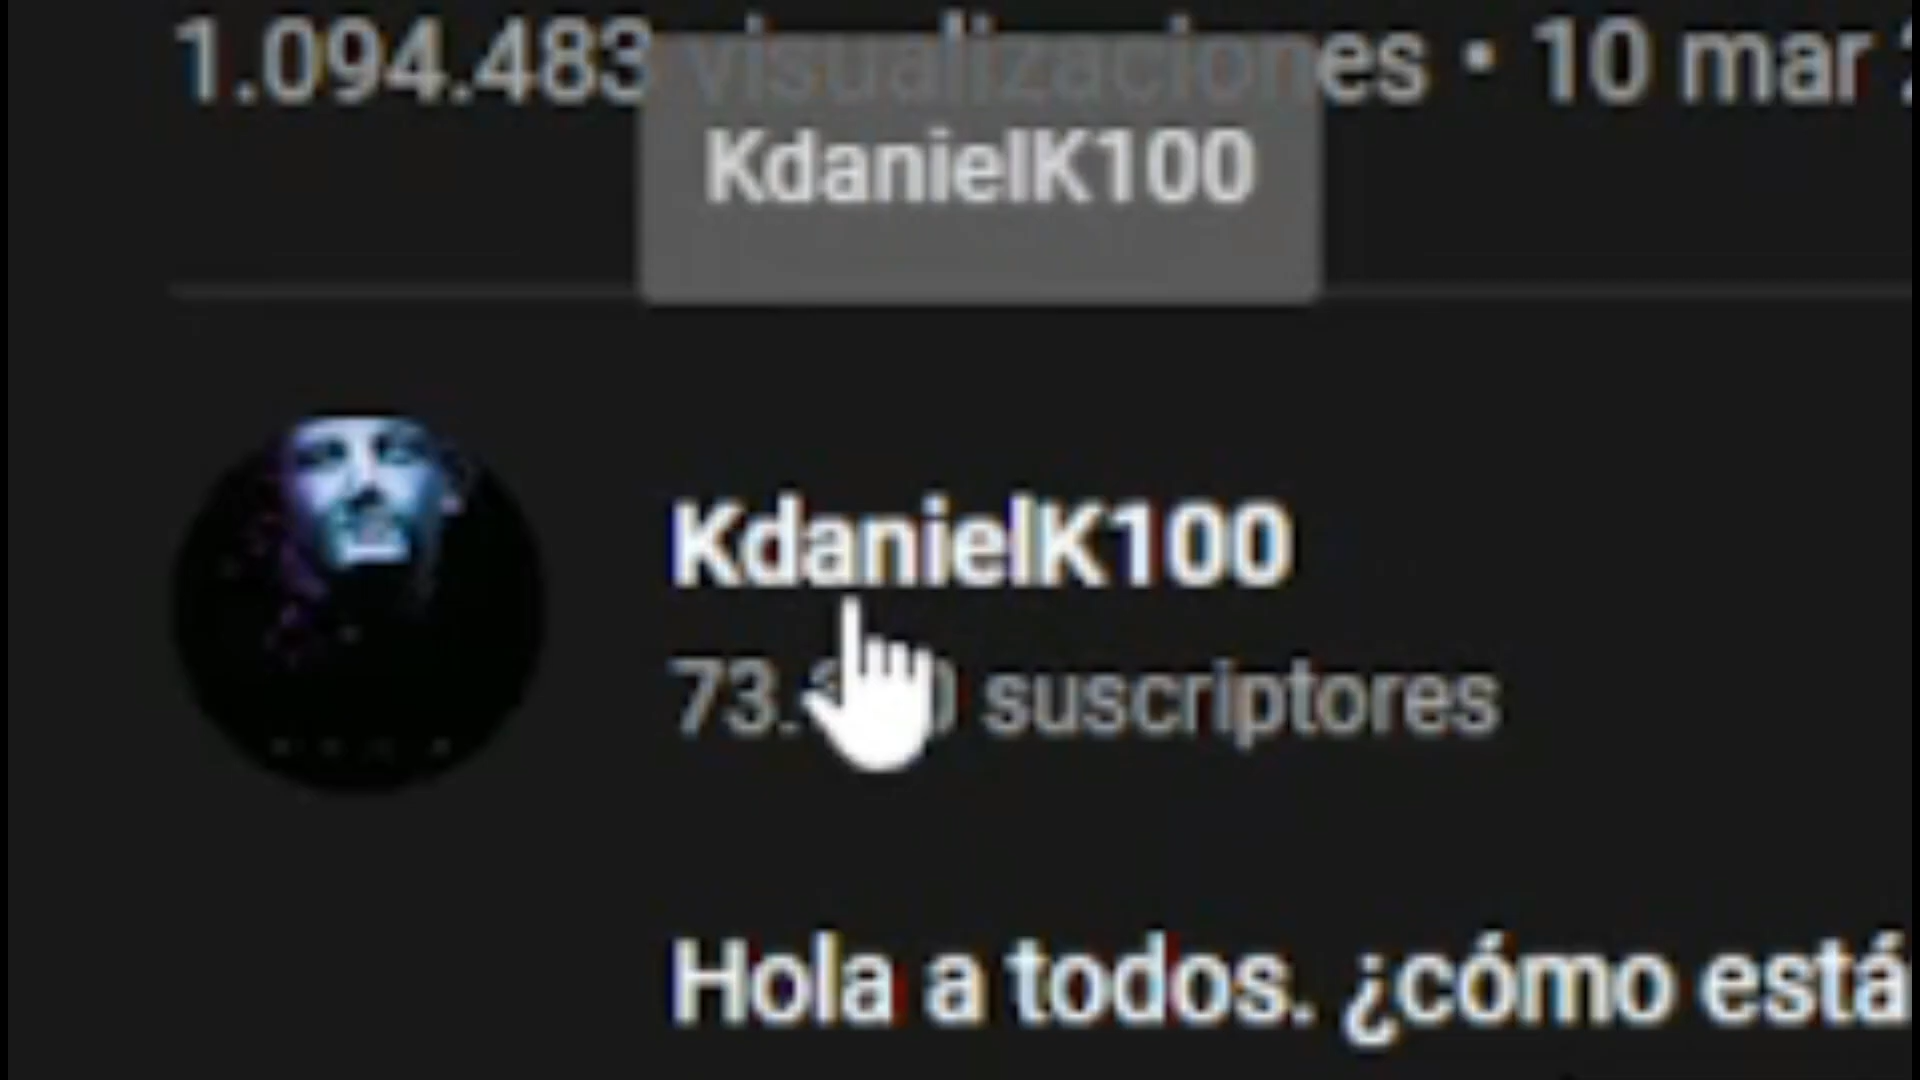 1.094.483 visualizaciones • 10 mar
KdanielK100
KdanielK100
suscriptores
Hola a todos. ¿cómo está